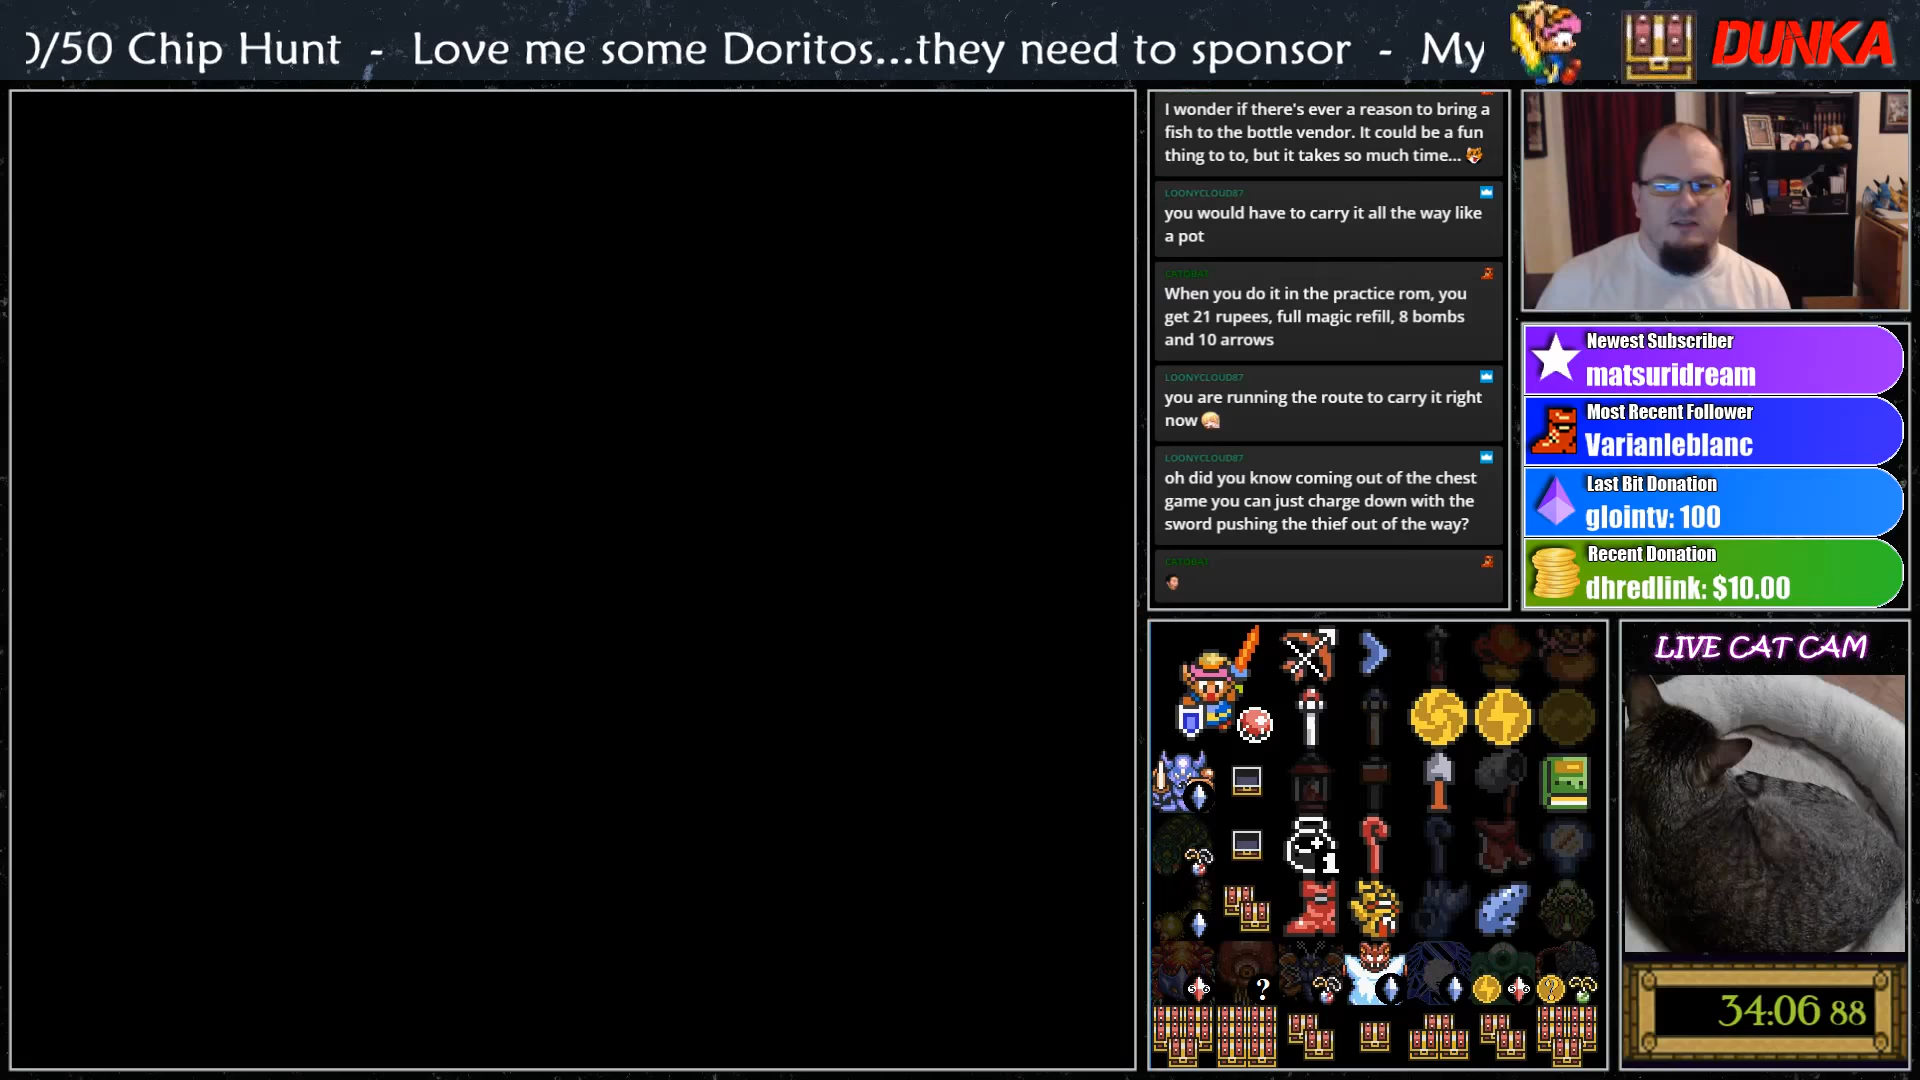 0/50 Chip Hunt - Love me some Doritos...they need to sponsor - My
DUNKA
I wonder if there's ever a reason to bring a
fish to the bottle vendor. It could be a fun
thing to to, but it takes so much time...
LOONYCLOUD87
you would have to carry it all the way like
a pot
CATOBAT
When you do it in the practice rom, you
get 21 rupees, full magic refill, 8 bombs
and 10 arrows
LOONYCLOUD87
you are running the route to carry it right
now
LOONYCLOUD87
oh did you know coming out of the chest
game you can just charge down with the
sword pushing the thief out of the way?
CATOBAT
Newest Subscriber
matsuridream
Most Recent Follower
Varianleblanc
Last Bit Donation
glointv: 100
Recent Donation
dhredlink: $10.00
LIVE CAT CAM
1
56
?
56
?
34:06 88